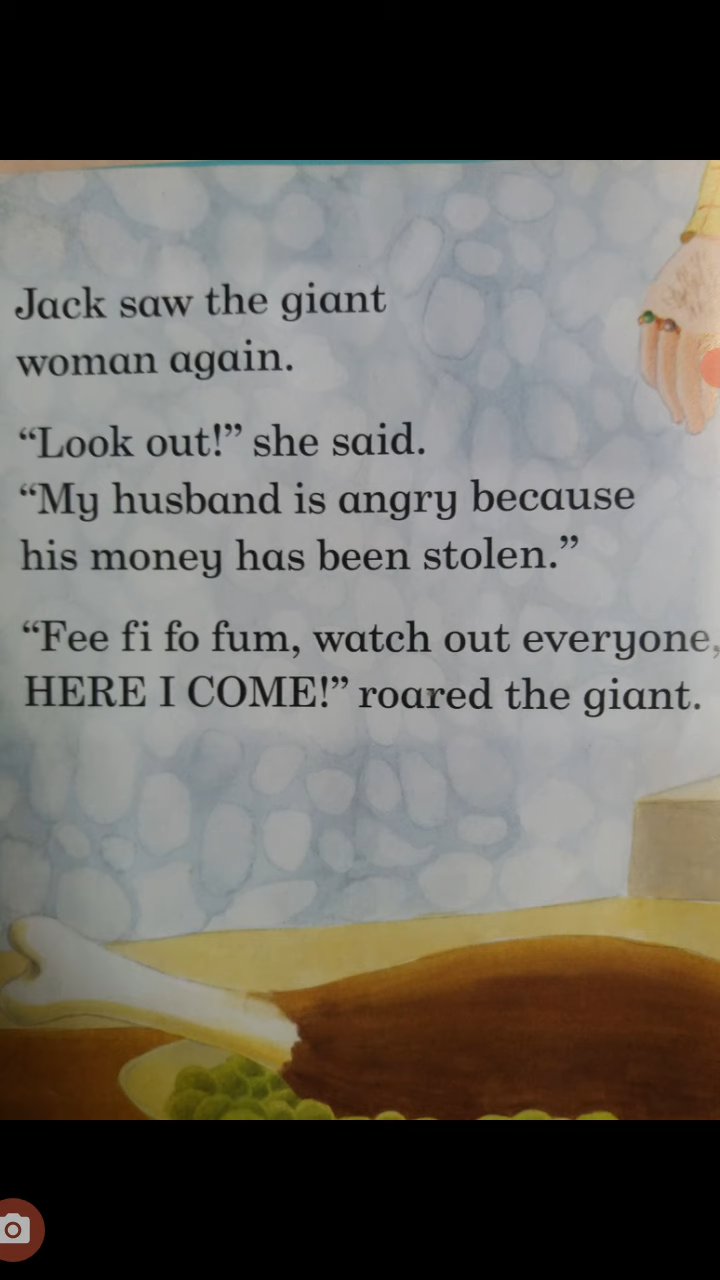 Jack saw the giant
woman again.
“Look out!” she said.
“My husband is angry because
his money has been stolen.”
“Fee fi fo fum, watch out everyone,
HERE I COME!” roared the giant.